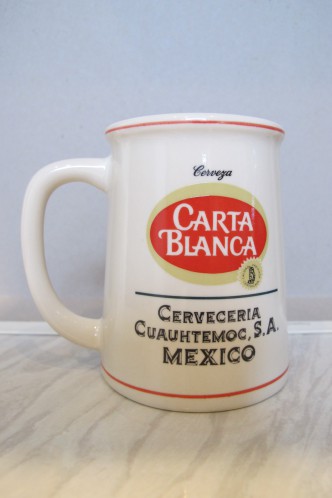 Cerveza
CARTA
BLANCA
CERVECERIA
CUAUHTEMOC, S.A.
MEXICO